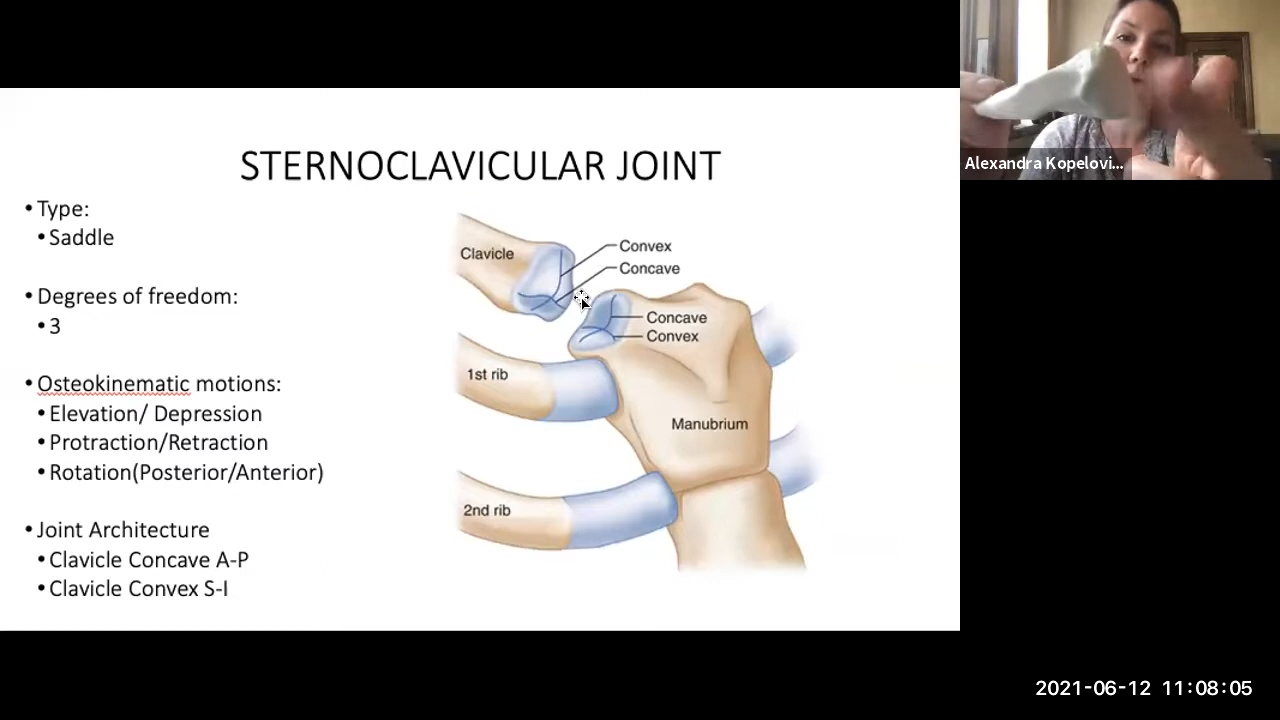 STERNOCLAVICULAR JOINT
• Type:
• Saddle
• Degrees of freedom:
• 3
• Osteokinematic motions:
• Elevation/ Depression
• Protraction/Retraction
• Rotation(Posterior/Anterior)
• Joint Architecture
• Clavicle Concave A-P
• Clavicle Convex S-I
Clavicle
Convex
Concave
Concave
Convex
1st rib
Manubrium
2nd rib
Alexandra Kopelovi...
2021-06-12 11:08:05